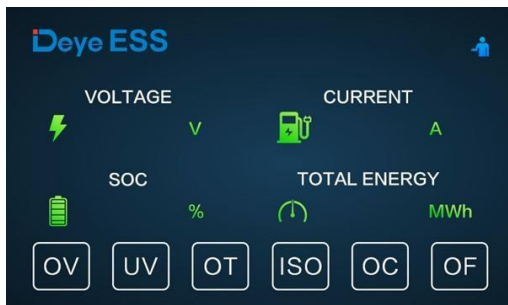 Deye ESS
VOLTAGE
V
CURRENT
A
SOC
%
TOTAL ENERGY
MWh
OV
UV
OT
ISO
OC
OF